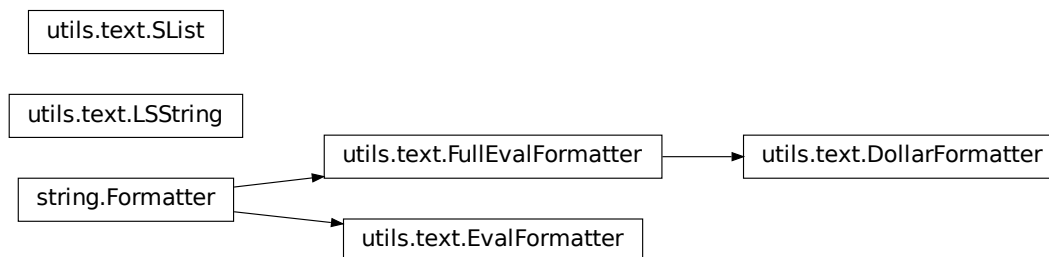 utils.text.SList
utils.text.LSString
string.Formatter
utils.text.FullEvalFormatter
utils.text.EvalFormatter
utils.text.DollarFormatter